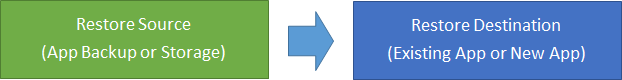 Restore Source
(App Backup or Storage)
Restore Destination
(Existing App or New App)